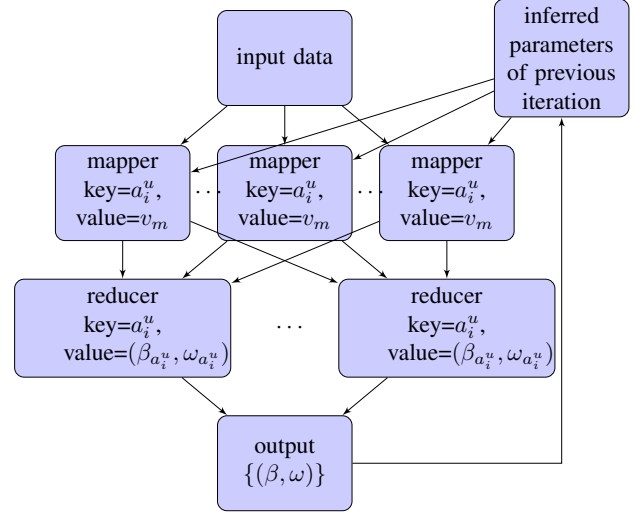 input data
inferred
parameters
of previous
iteration
mapper
key=$a_i^u$,
value=$v_m$
...
mapper
key=$a_i^u$,
value=$v_m$
...
mapper
key=$a_i^u$,
value=$v_m$
reducer
key=$a_i^u$,
value=$(\beta_{a_i^u}, \omega_{a_i^u})$
...
reducer
key=$a_i^u$,
value=$(\beta_{a_i^u}, \omega_{a_i^u})$
output
$\{(\beta, \omega)\}$